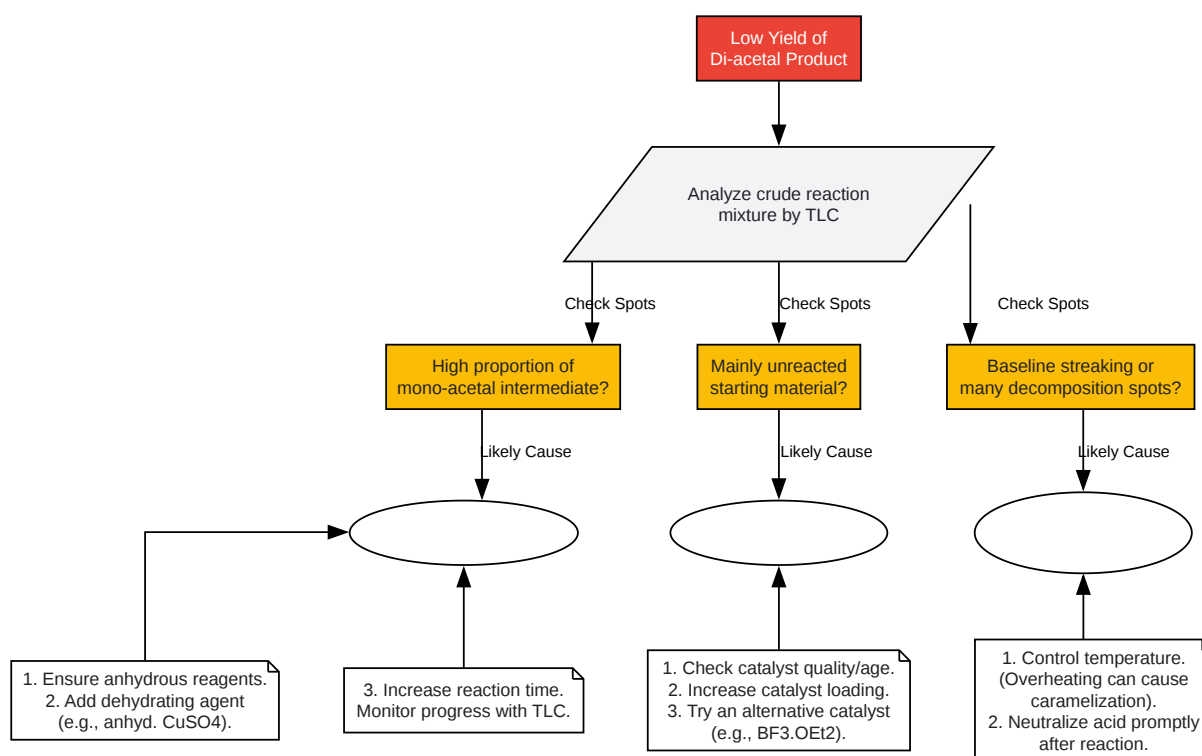 Low Yield of
Di-acetal Product
Analyze crude reaction
mixture by TLC
Check Spots
Check Spots
Check Spots
High proportion of
mono-acetal intermediate?
Mainly unreacted
starting material?
Baseline streaking or
many decomposition spots?
Likely Cause
Likely Cause
Likely Cause
1. Ensure anhydrous reagents.
2. Add dehydrating agent
(e.g., anhyd. CuSO4).
3. Increase reaction time.
Monitor progress with TLC.
1. Check catalyst quality/age.
2. Increase catalyst loading.
3. Try an alternative catalyst
(e.g., BF3.OEt2).
1. Control temperature.
(Overheating can cause
caramelization).
2. Neutralize acid promptly
after reaction.